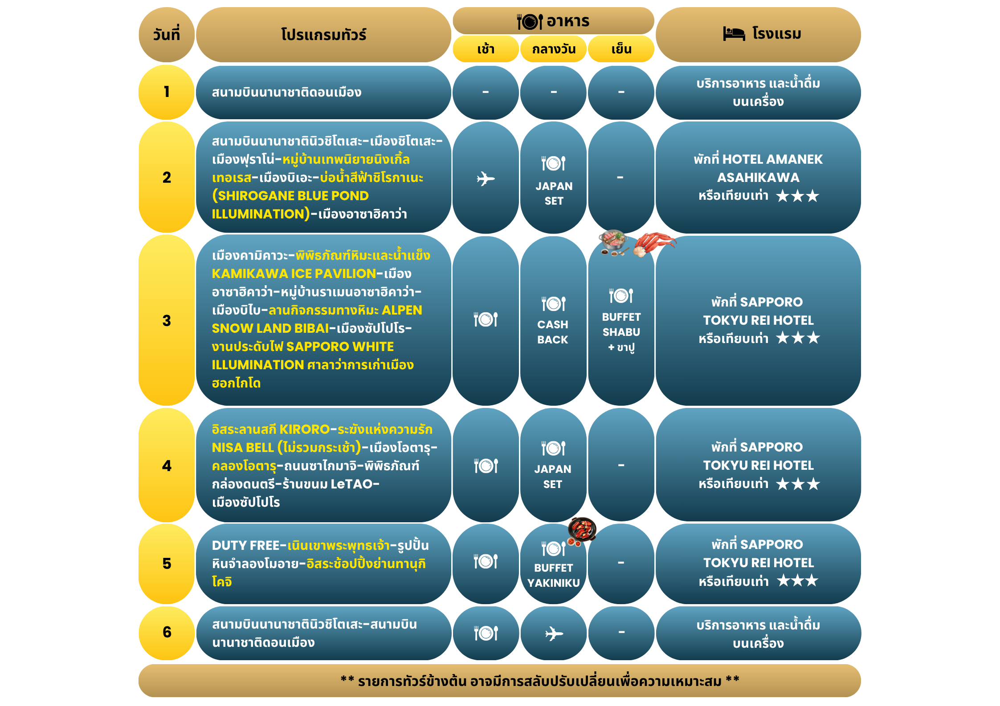 วันที่
โปรแกรมทัวร์
อาหาร
เช้า
กลางวัน
เย็น
โรงแรม
1
สนามบินนานาชาติดอนเมือง
-
-
-
บริการอาหาร และน้ำดื่ม
บนเครื่อง
2
สนามบินนานาชาตินิวชิโตเสะ-เมืองชิโตเสะ-
เมืองฟุราโน่-หมู่บ้านเทพนิยายนิงเกิ้ล
เทอเรส-เมืองบิเอะ-บ่อน้ำสีฟ้าชิโรกาเนะ
(SHIROGANE BLUE POND
ILLUMINATION)-เมืองอาซาฮิคาว่า
JAPAN
SET
-
พักที่ HOTEL AMANEK
ASAHIKAWA
หรือเทียบเท่า ★★★
3
เมืองคามิคาวะ-พิพิธภัณฑ์หิมะและน้ำแข็ง
KAMIKAWA ICE PAVILION-เมือง
อาซาฮิคาว่า-หมู่บ้านราเมนอาซาฮิคาว่า-
เมืองบิไบ-ลานกิจกรรมทางหิมะ ALPEN
SNOW LAND BIBAI-เมืองซัปโปโร-
งานประดับไฟ SAPPORO WHITE
ILLUMINATION ศาลาว่าการเก่าเมือง
ฮอกไกโด
CASH
BACK
BUFFET
SHABU
+ ขาปู
พักที่ SAPPORO
TOKYU REI HOTEL
หรือเทียบเท่า ★★★
4
อิสระลานสกี KIRORO-ระฆังแห่งความรัก
NISA BELL (ไม่รวมกระเช้า)-เมืองโอตารุ-
คลองโอตารุ-ถนนซาไกมาจิ-พิพิธภัณฑ์
กล่องดนตรี-ร้านขนม LeTAO-
เมืองซัปโปโร
JAPAN
SET
-
พักที่ SAPPORO
TOKYU REI HOTEL
หรือเทียบเท่า ★★★
5
DUTY FREE-เนินเขาพระพุทธเจ้า-รูปปั้น
หินจำลองโมอาย-อิสระช้อปปิ้งย่านทานุกิ
โคจิ
BUFFET
YAKINIKU
-
พักที่ SAPPORO
TOKYU REI HOTEL
หรือเทียบเท่า ★★★
6
สนามบินนานาชาตินิวชิโตเสะ-สนามบิน
นานาชาติดอนเมือง
-
บริการอาหาร และน้ำดื่ม
บนเครื่อง
** รายการทัวร์ข้างต้น อาจมีการสลับปรับเปลี่ยนเพื่อความเหมาะสม **